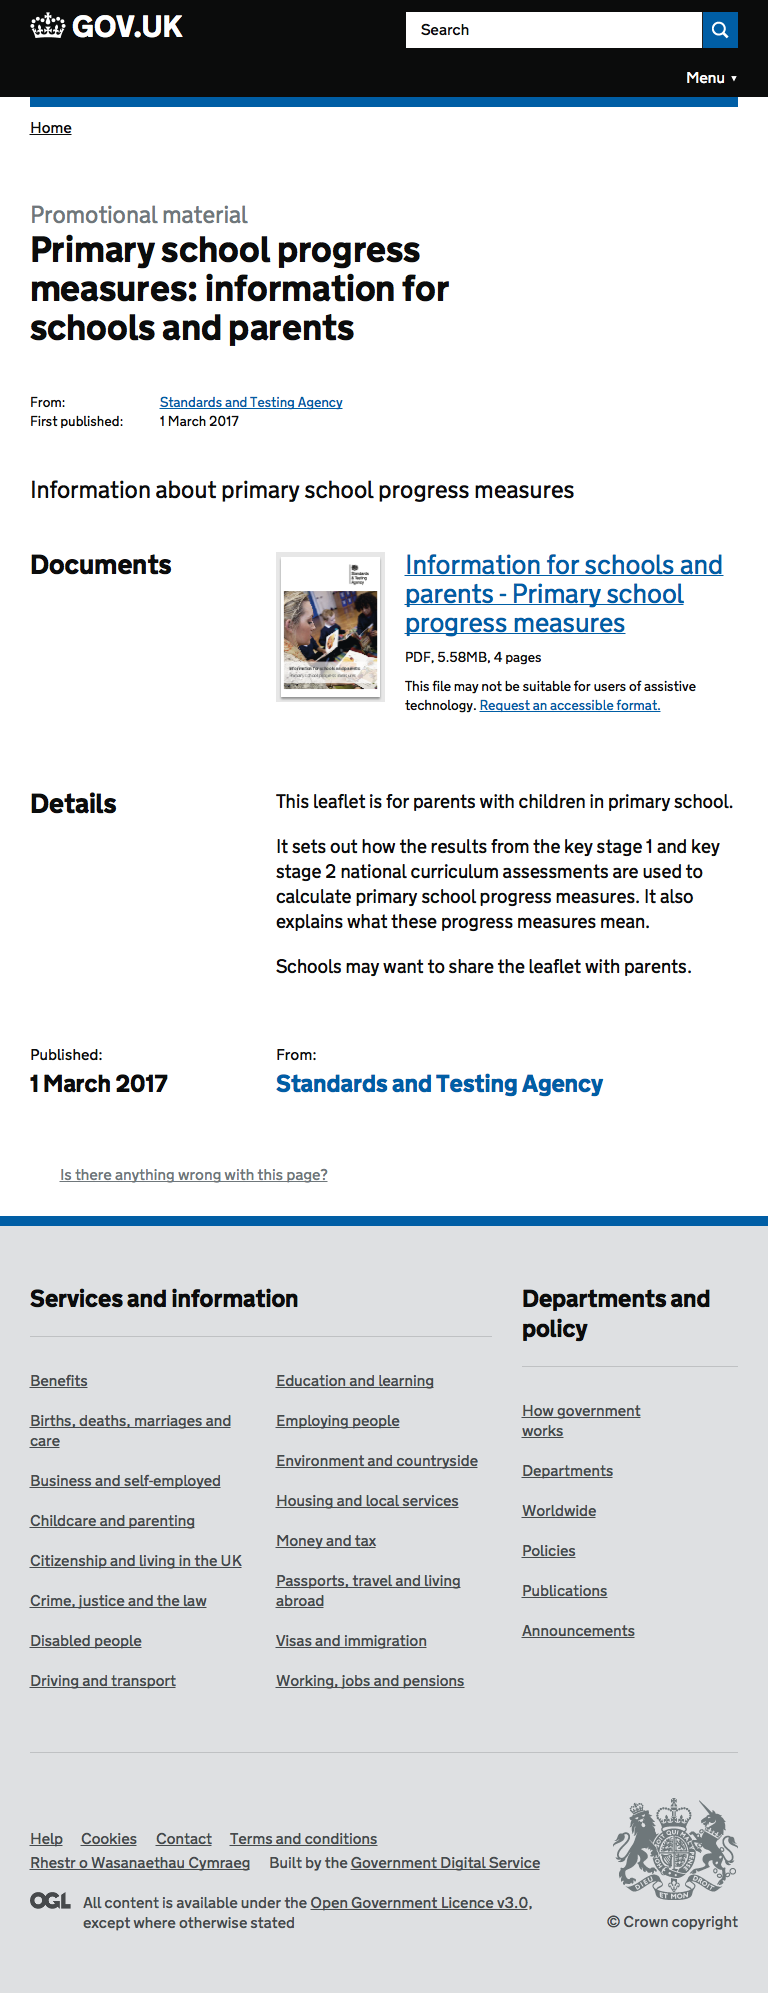 GOV.UK
Search
Menu ▼
Home
Promotional material
Primary school progress
measures: information for
schools and parents
From: Standards and Testing Agency
First published: 1 March 2017
Information about primary school progress measures
Documents
Standards
& Testing
Agency
Information for schools and parents
Information for schools and
parents - Primary school
progress measures
PDF, 5.58MB, 4 pages
This file may not be suitable for users of assistive
technology. Request an accessible format.
Details
This leaflet is for parents with children in primary school.
It sets out how the results from the key stage 1 and key
stage 2 national curriculum assessments are used to
calculate primary school progress measures. It also
explains what these progress measures mean.
Schools may want to share the leaflet with parents.
Published:
1 March 2017
From:
Standards and Testing Agency
Is there anything wrong with this page?
Services and information
Benefits
Births, deaths, marriages and
care
Business and self-employed
Childcare and parenting
Citizenship and living in the UK
Crime, justice and the law
Disabled people
Driving and transport
Education and learning
Employing people
Environment and countryside
Housing and local services
Money and tax
Passports, travel and living
abroad
Visas and immigration
Working, jobs and pensions
Departments and
policy
How government
works
Departments
Worldwide
Policies
Publications
Announcements
Help Cookies Contact Terms and conditions
Rhestr o Wasanaethau Cymraeg Built by the Government Digital Service
OGL
All content is available under the Open Government Licence v3.0,
except where otherwise stated
DIEU ET MON DROIT
© Crown copyright